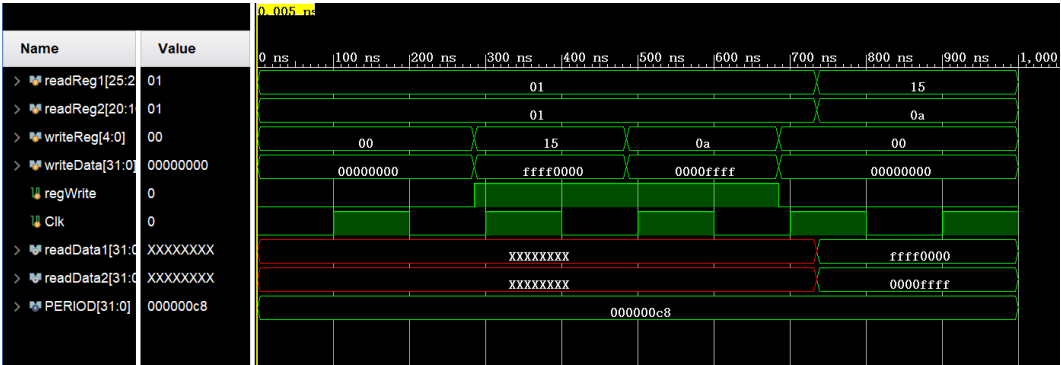 0.005 ns
Name Value
0 ns 100 ns 200 ns 300 ns 400 ns 500 ns 600 ns 700 ns 800 ns 900 ns 1,000
readReg1[25:2 01 01 15
readReg2[20:1 01 01 0a
writeReg[4:0] 00 00 15 0a 00
writeData[31:0] 00000000 00000000 ffff0000 0000ffff 00000000
regWrite 0
Clk 0
readData1[31:0 XXXXXXXX XXXXXXXX ffff0000
readData2[31:0 XXXXXXXX XXXXXXXX 0000ffff
PERIOD[31:0] 000000c8 000000c8